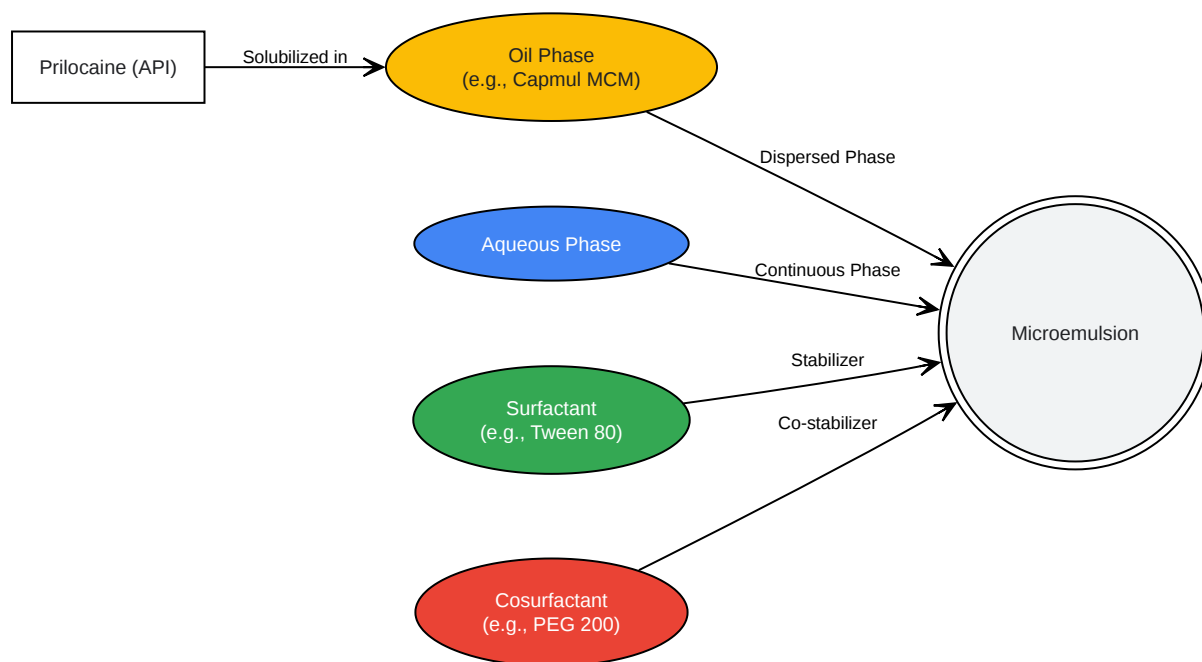 Prilocaine (API)
Solubilized in
Oil Phase
(e.g., Capmul MCM)
Dispersed Phase
Aqueous Phase
Continuous Phase
Microemulsion
Surfactant
(e.g., Tween 80)
Stabilizer
Co-stabilizer
Cosurfactant
(e.g., PEG 200)